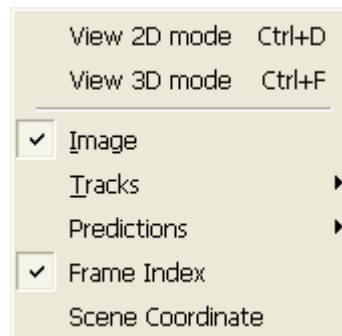 View 2D mode Ctrl+D
View 3D mode Ctrl+F
Image
Tracks
Predictions
Frame Index
Scene Coordinate